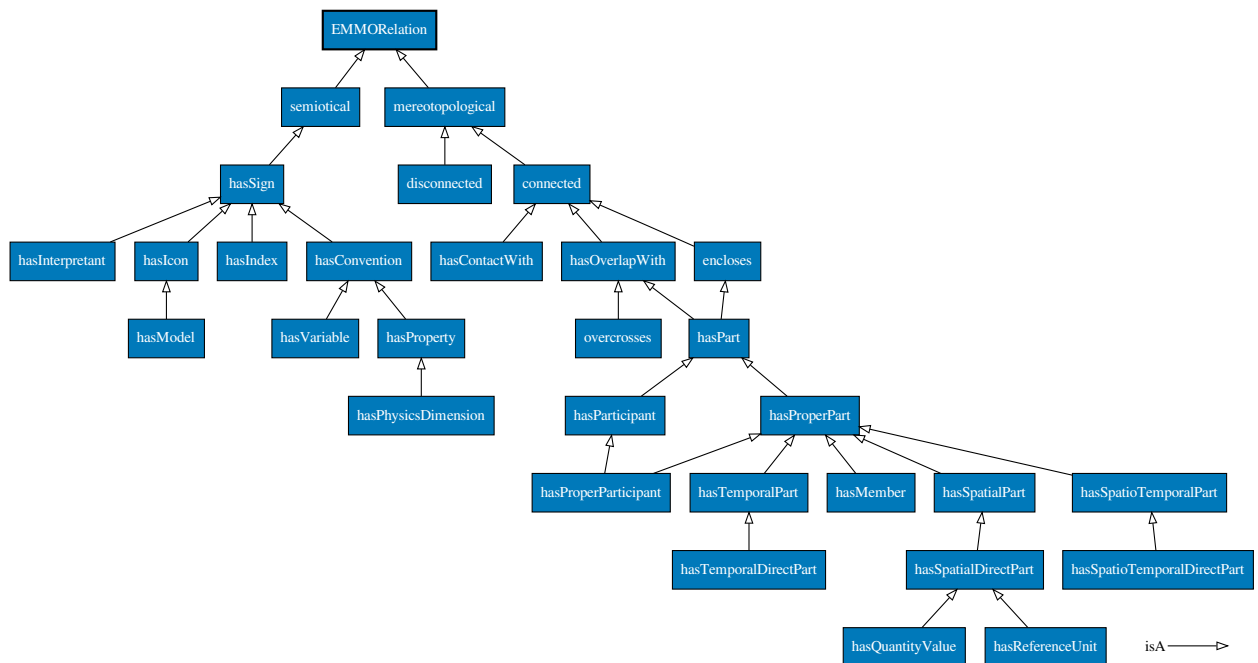 EMMORelation
semiotical
mereotopological
hasSign
disconnected
connected
hasInterpretant
hasIcon
hasIndex
hasConvention
hasContactWith
hasOverlapWith
encloses
hasModel
hasVariable
hasProperty
overcrosses
hasPart
hasPhysicsDimension
hasParticipant
hasProperPart
hasProperParticipant
hasTemporalPart
hasMember
hasSpatialPart
hasSpatioTemporalPart
hasTemporalDirectPart
hasSpatialDirectPart
hasSpatioTemporalDirectPart
hasQuantityValue
hasReferenceUnit
isA